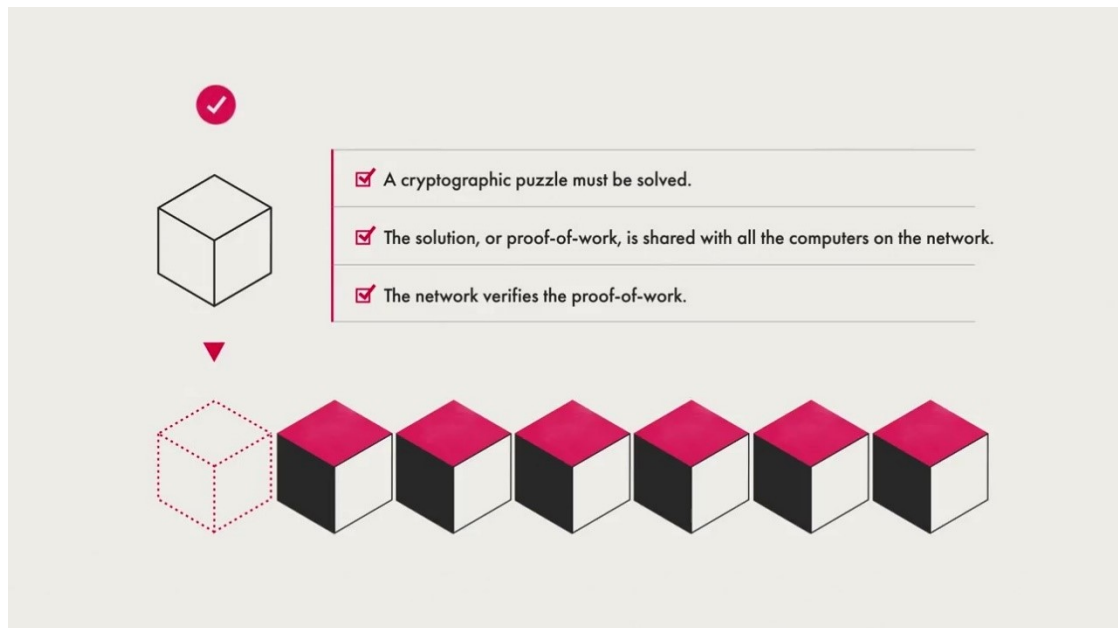 A cryptographic puzzle must be solved.
The solution, or proof-of-work, is shared with all the computers on the network.
The network verifies the proof-of-work.